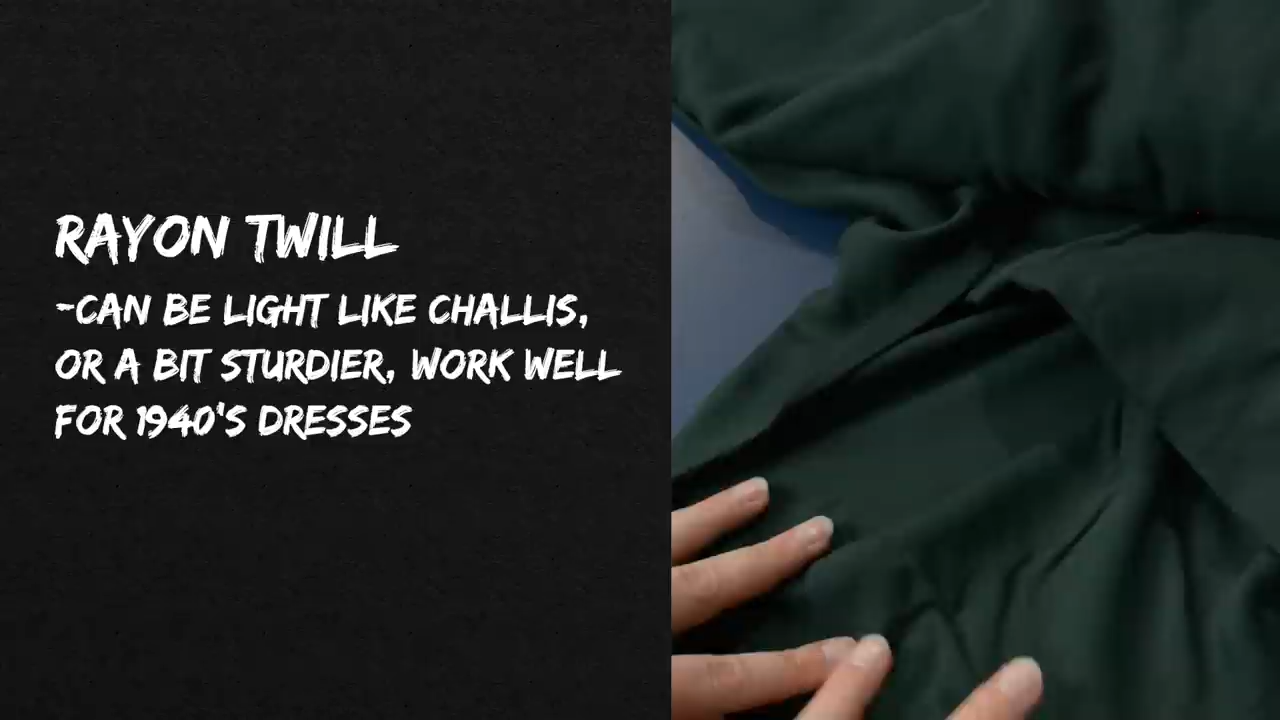 RAYON TWILL
-CAN BE LIGHT LIKE CHALLIS,
OR A BIT STURDIER, WORK WELL
FOR 1940'S DRESSES